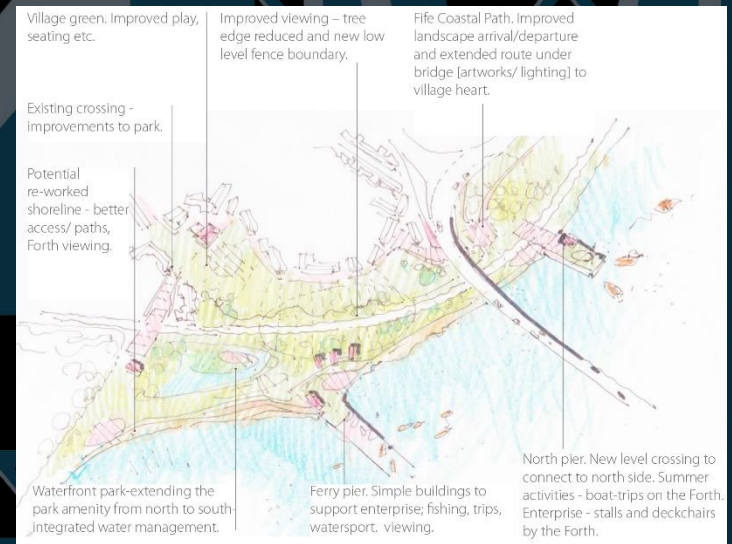 Village green. Improved play,
seating etc.
Improved viewing – tree
edge reduced and new low
level fence boundary.
Fife Coastal Path. Improved
landscape arrival/departure
and extended route under
bridge [artworks/ lighting] to
village heart.
Existing crossing -
improvements to park.
Potential
re-worked
shoreline - better
access/ paths,
Forth viewing.
Waterfront park-extending the
park amenity from north to south-
integrated water management.
Ferry pier. Simple buildings to
support enterprise; fishing, trips,
watersport. viewing.
North pier. New level crossing to
connect to north side. Summer
activities - boat-trips on the Forth.
Enterprise - stalls and deckchairs
by the Forth.